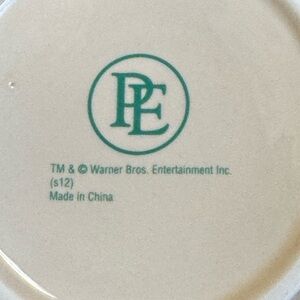 PE
TM & © Warner Bros. Entertainment Inc.
(s12)
Made in China